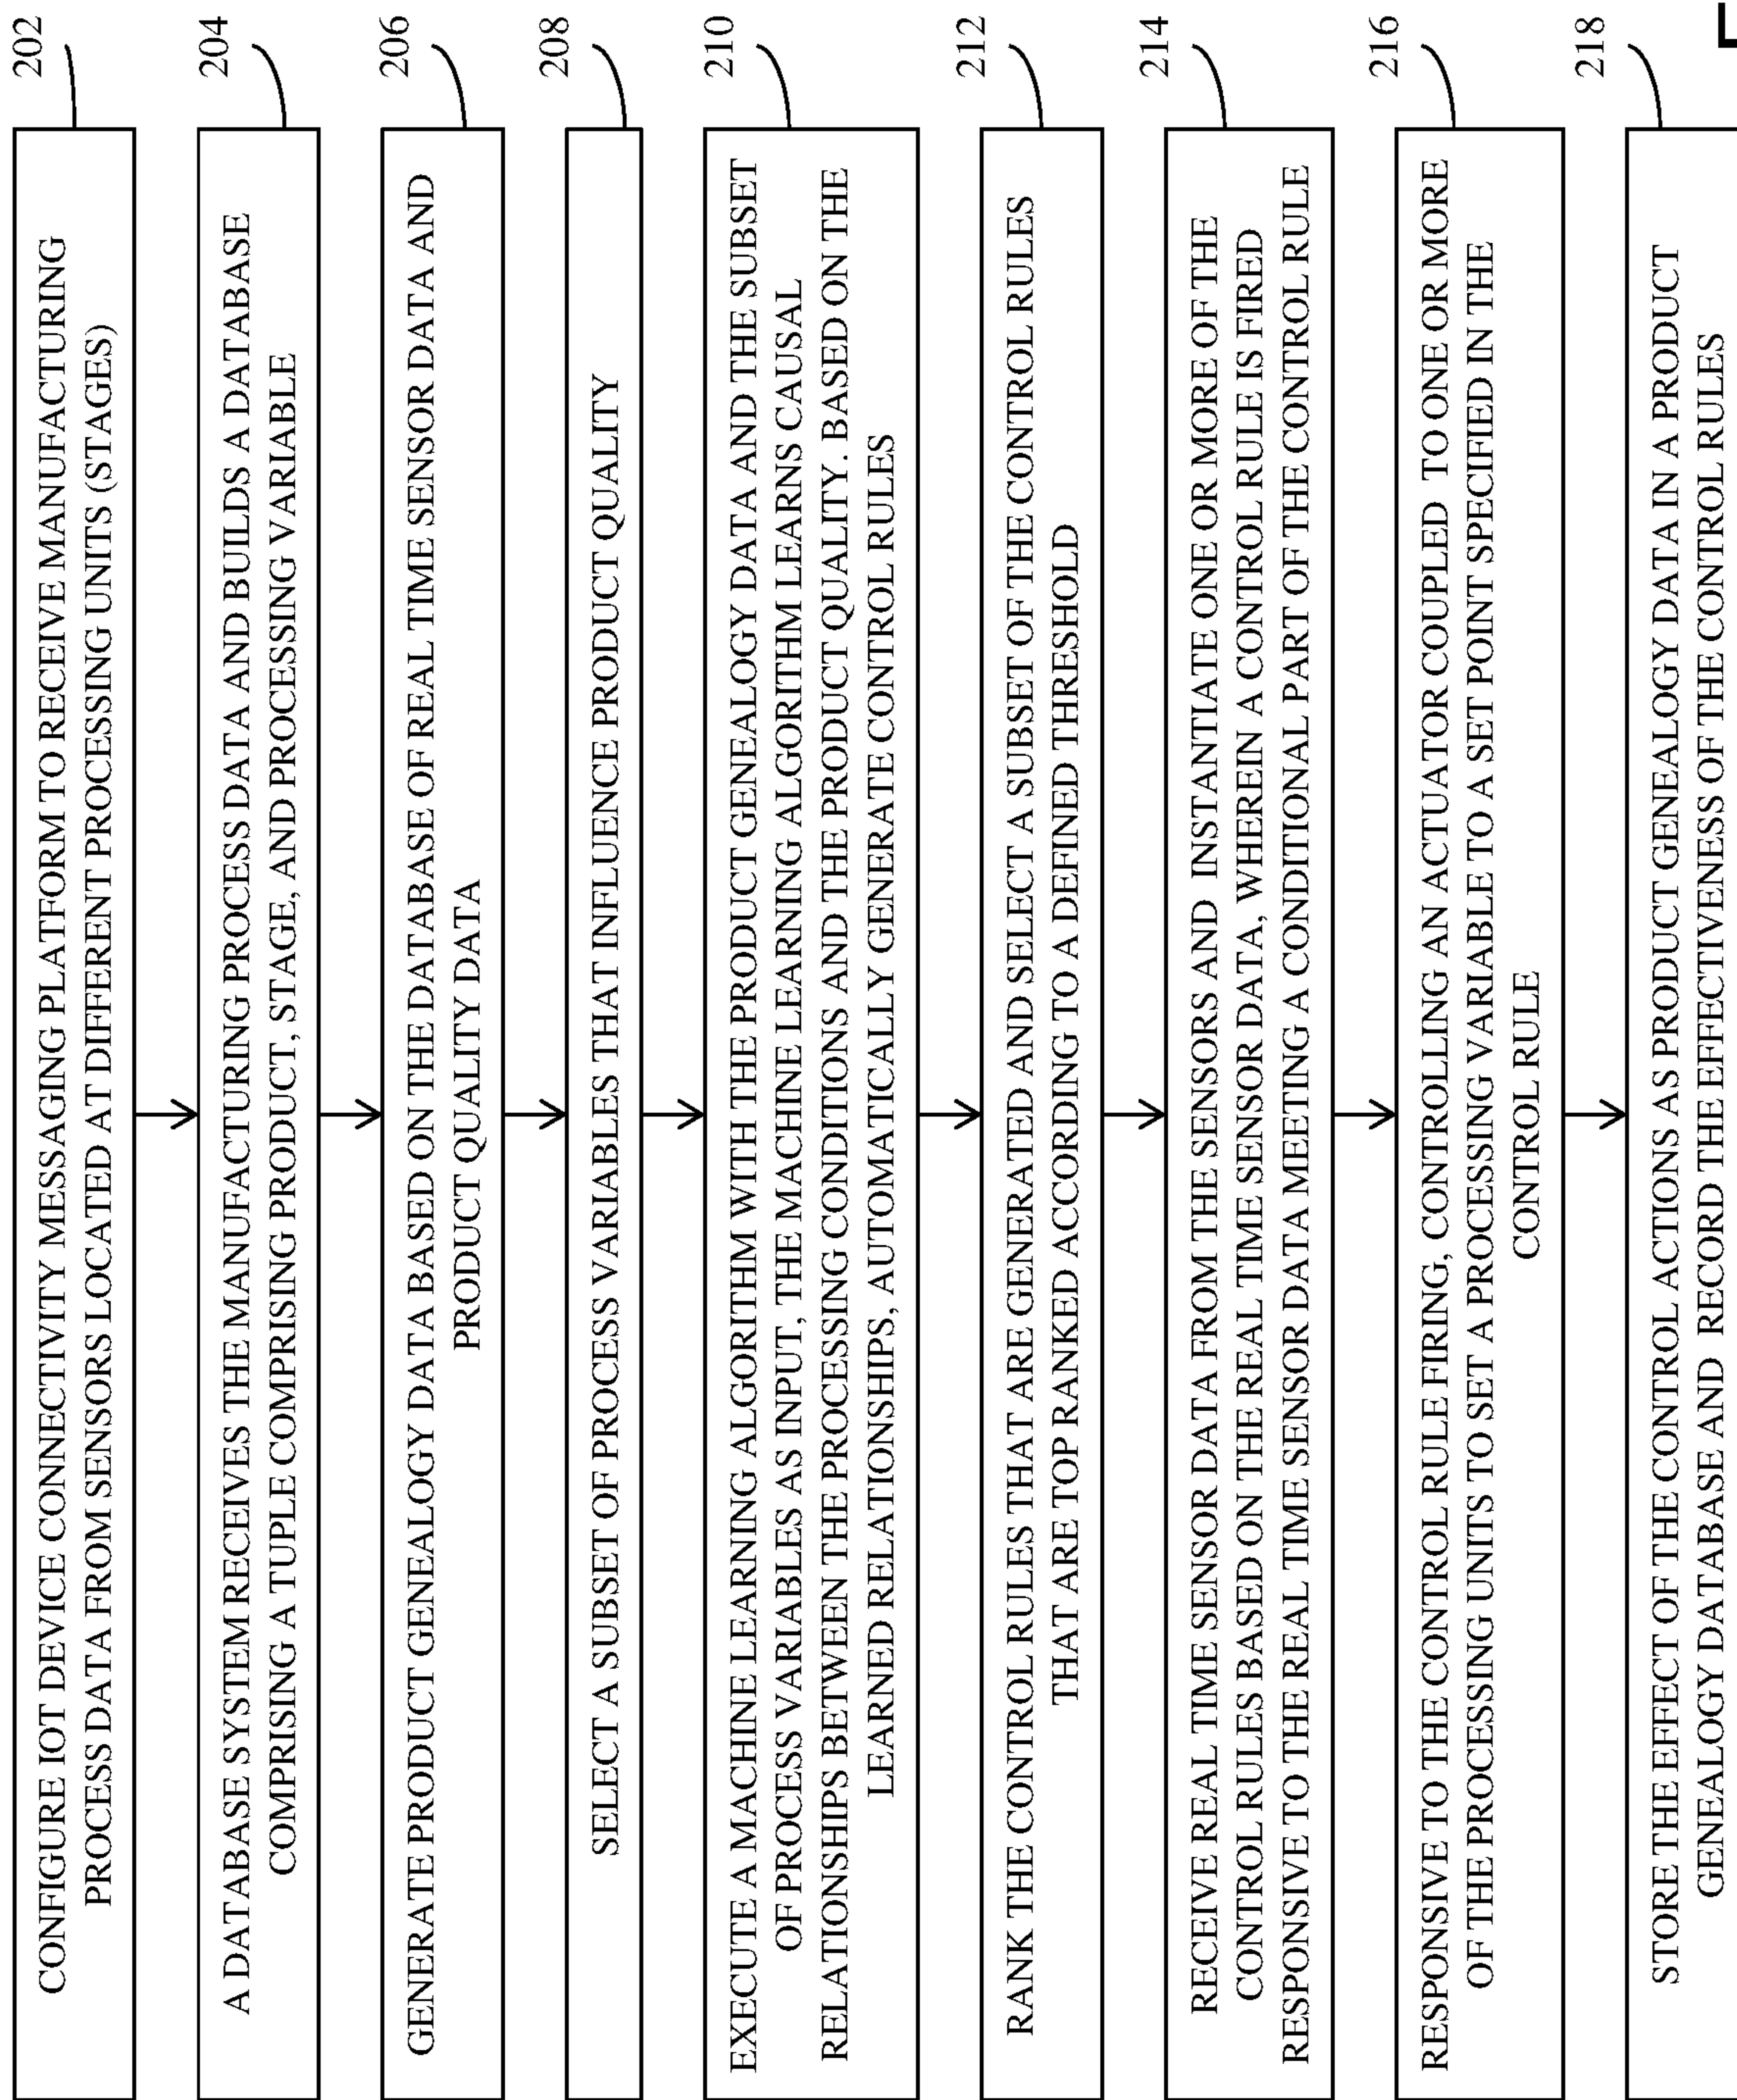 202
CONFIGURE IOT DEVICE CONNECTIVITY MESSAGING PLATFORM TO RECEIVE MANUFACTURING
PROCESS DATA FROM SENSORS LOCATED AT DIFFERENT PROCESSING UNITS (STAGES)
204
A DATABASE SYSTEM RECEIVES THE MANUFACTURING PROCESS DATA AND BUILDS A DATABASE
COMPRISING A TUPLE COMPRISING PRODUCT, STAGE, AND PROCESSING VARIABLE
206
GENERATE PRODUCT GENEALOGY DATA BASED ON THE DATABASE OF REAL TIME SENSOR DATA AND
PRODUCT QUALITY DATA
208
SELECT A SUBSET OF PROCESS VARIABLES THAT INFLUENCE PRODUCT QUALITY
210
EXECUTE A MACHINE LEARNING ALGORITHM WITH THE PRODUCT GENEALOGY DATA AND THE SUBSET
OF PROCESS VARIABLES AS INPUT, THE MACHINE LEARNING ALGORITHM LEARNS CAUSAL
RELATIONSHIPS BETWEEN THE PROCESSING CONDITIONS AND THE PRODUCT QUALITY. BASED ON THE
LEARNED RELATIONSHIPS, AUTOMATICALLY GENERATE CONTROL RULES
212
RANK THE CONTROL RULES THAT ARE GENERATED AND SELECT A SUBSET OF THE CONTROL RULES
THAT ARE TOP RANKED ACCORDING TO A DEFINED THRESHOLD
214
RECEIVE REAL TIME SENSOR DATA FROM THE SENSORS AND INSTANTIATE ONE OR MORE OF THE
CONTROL RULES BASED ON THE REAL TIME SENSOR DATA, WHEREIN A CONTROL RULE IS FIRED
RESPONSIVE TO THE REAL TIME SENSOR DATA MEETING A CONDITIONAL PART OF THE CONTROL RULE
216
RESPONSIVE TO THE CONTROL RULE FIRING, CONTROLLING AN ACTUATOR COUPLED TO ONE OR MORE
OF THE PROCESSING UNITS TO SET A PROCESSING VARIABLE TO A SET POINT SPECIFIED IN THE
CONTROL RULE
218
STORE THE EFFECT OF THE CONTROL ACTIONS AS PRODUCT GENEALOGY DATA IN A PRODUCT
GENEALOGY DATABASE AND RECORD THE EFFECTIVENESS OF THE CONTROL RULES